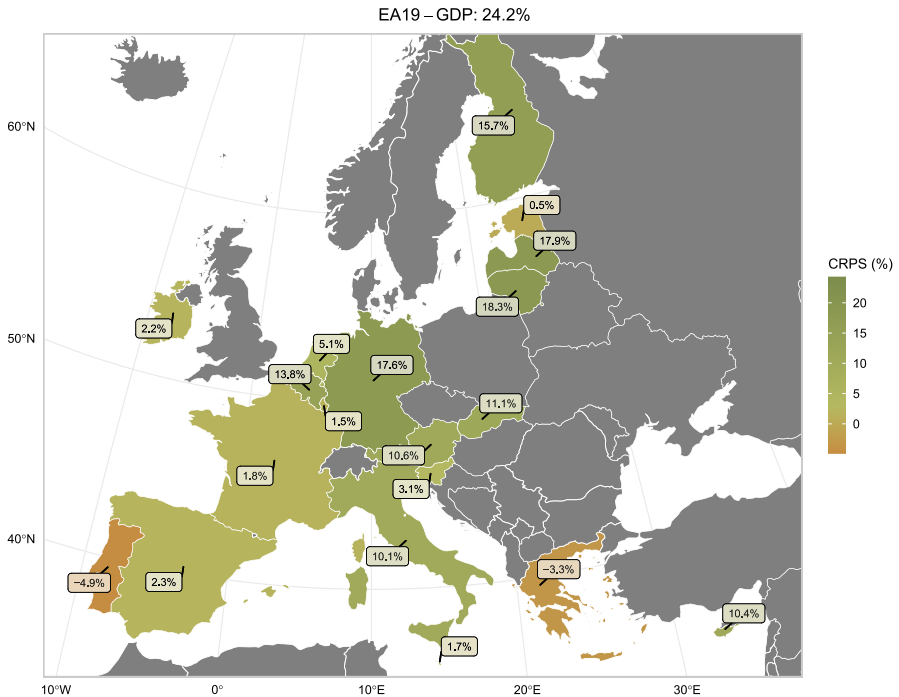 EA19 – GDP: 24.2%
60°N
15.7%
0.5%
17.9%
CRPS (%)
18.3%
20
2.2%
50°N
5.1%
15
17.6%
13.8%
10
11.1%
5
1.5%
0
10.6%
1.8%
3.1%
40°N
10.1%
−3.3%
−4.9%
2.3%
10.4%
1.7%
10°W
0°
10°E
20°E
30°E